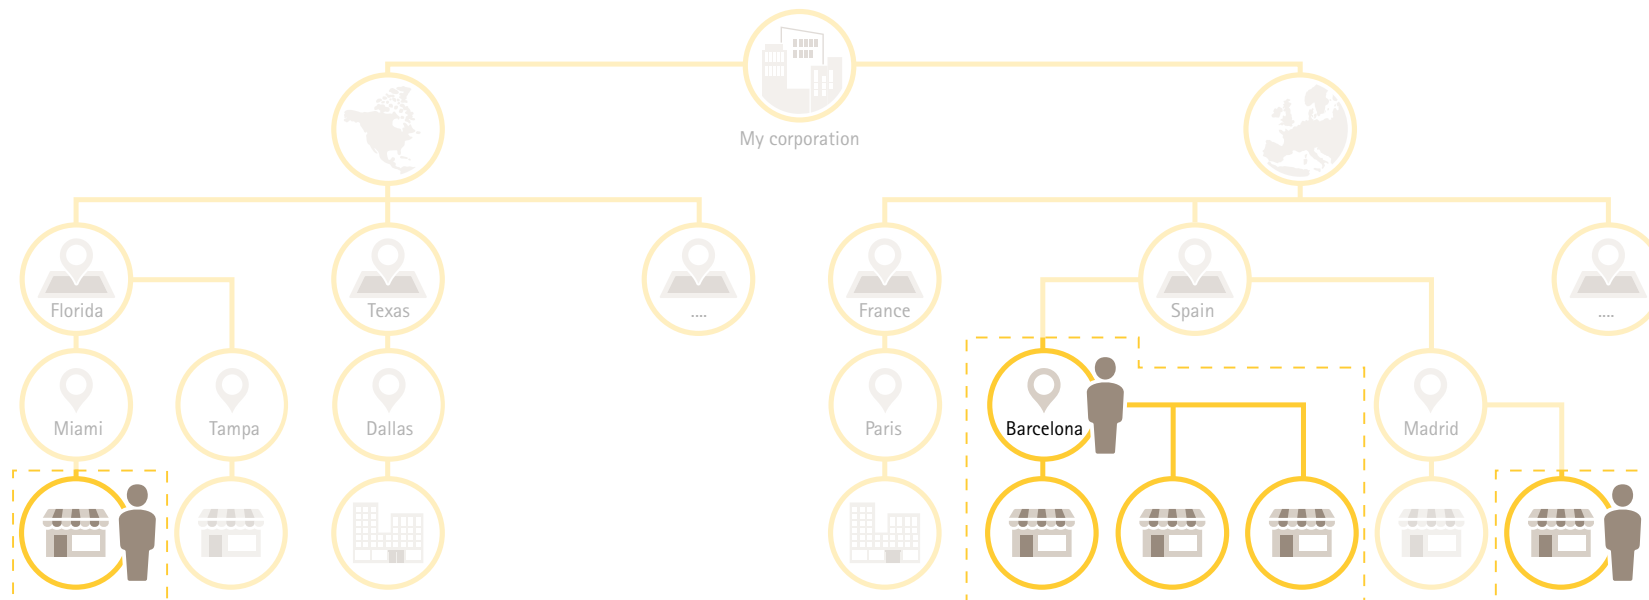 My corporation
Florida
Texas
....
France
Spain
....
Miami
Tampa
Dallas
Paris
Barcelona
Madrid